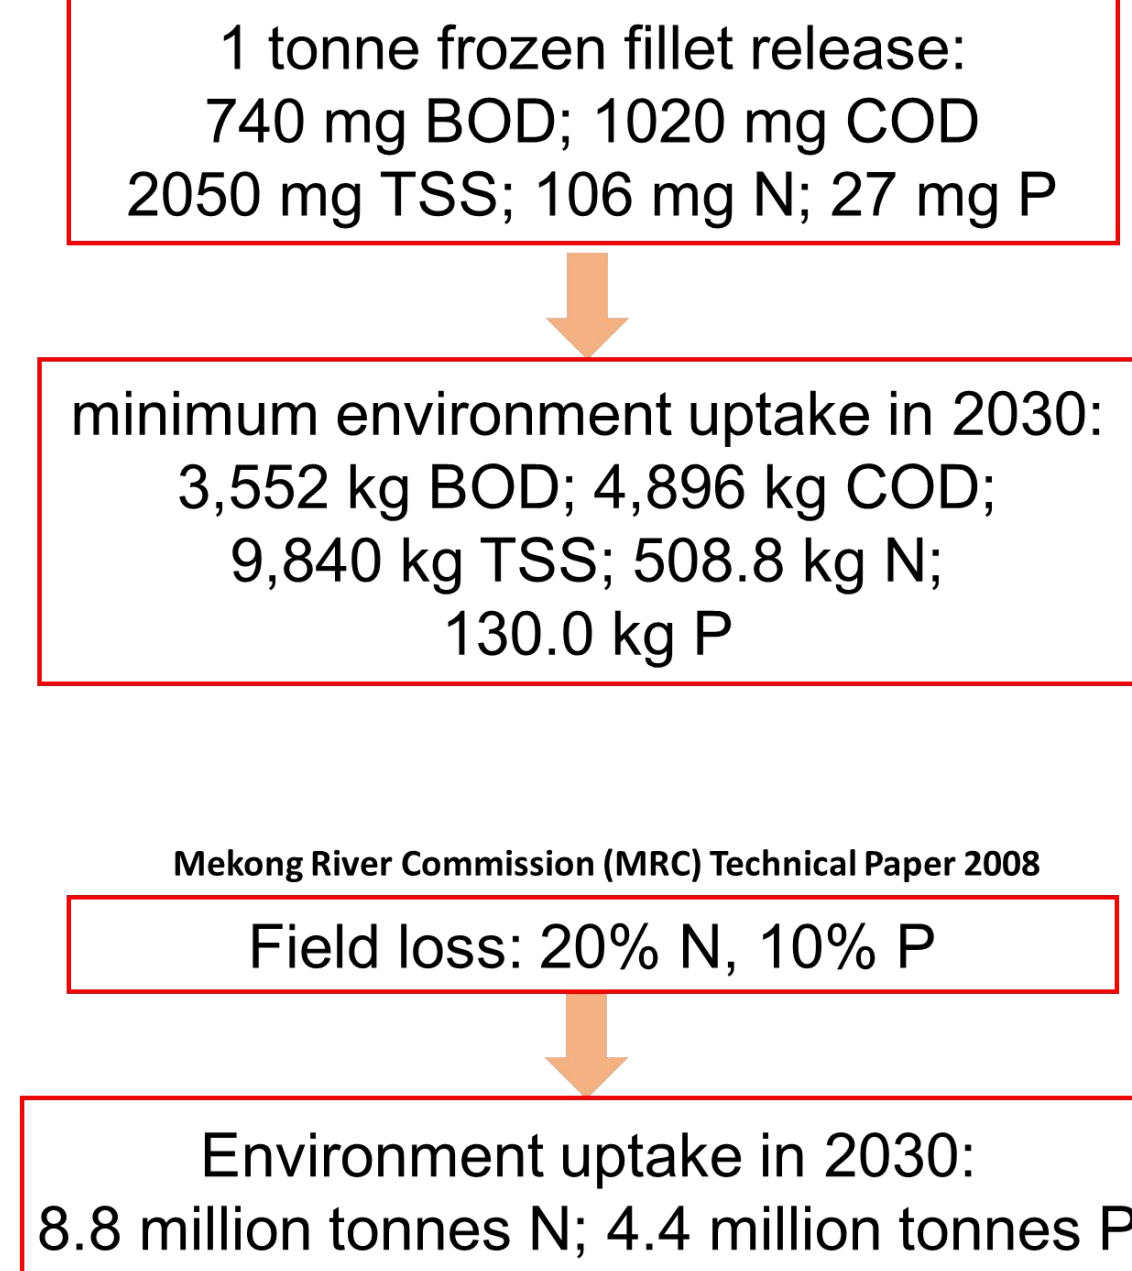 1 tonne frozen fillet release:
740 mg BOD; 1020 mg COD
2050 mg TSS; 106 mg N; 27 mg P
minimum environment uptake in 2030:
3,552 kg BOD; 4,896 kg COD;
9,840 kg TSS; 508.8 kg N;
130.0 kg P
Mekong River Commission (MRC) Technical Paper 2008
Field loss: 20% N, 10% P
Environment uptake in 2030:
8.8 million tonnes N; 4.4 million tonnes P